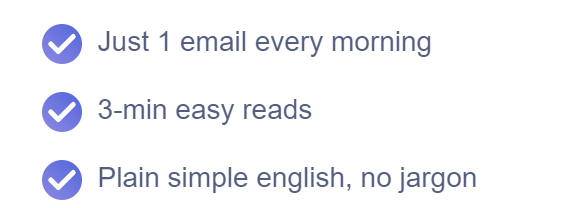 Just 1 email every morning
3-min easy reads
Plain simple english, no jargon